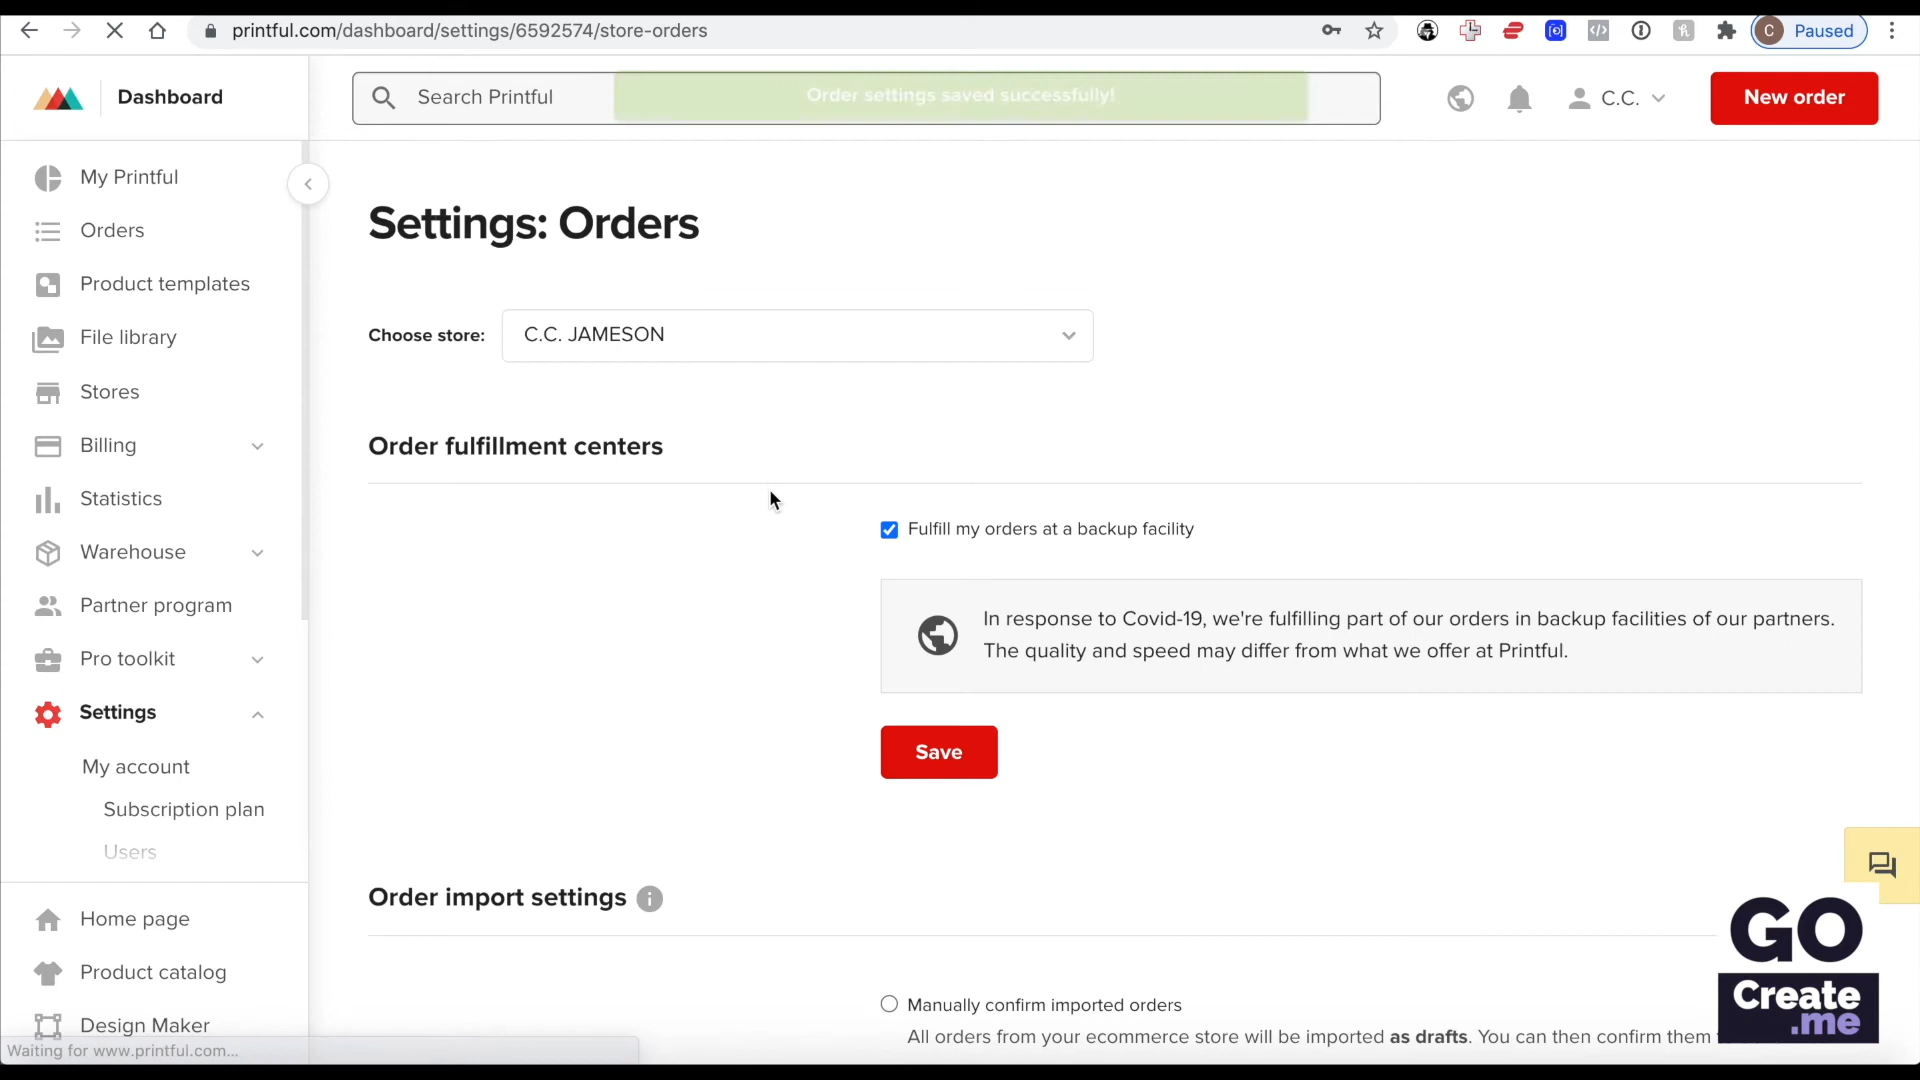 printful.com/dashboard/settings/6592574/store-orders
C
Paused
Dashboard
Search Printful
Order settings saved successfully!
C.C.
New order
My Printful
Orders
Product templates
File library
Stores
Billing
Statistics
Warehouse
Partner program
Pro toolkit
Settings
My account
Subscription plan
Users
Home page
Product catalog
Design Maker
Waiting for www.printful.com...
Settings: Orders
Choose store:
C.C. JAMESON
Order fulfillment centers
Fulfill my orders at a backup facility
In response to Covid-19, we're fulfilling part of our orders in backup facilities of our partners.
The quality and speed may differ from what we offer at Printful.
Save
Order import settings
Manually confirm imported orders
All orders from your ecommerce store will be imported as drafts. You can then confirm them
GO
Create
.me